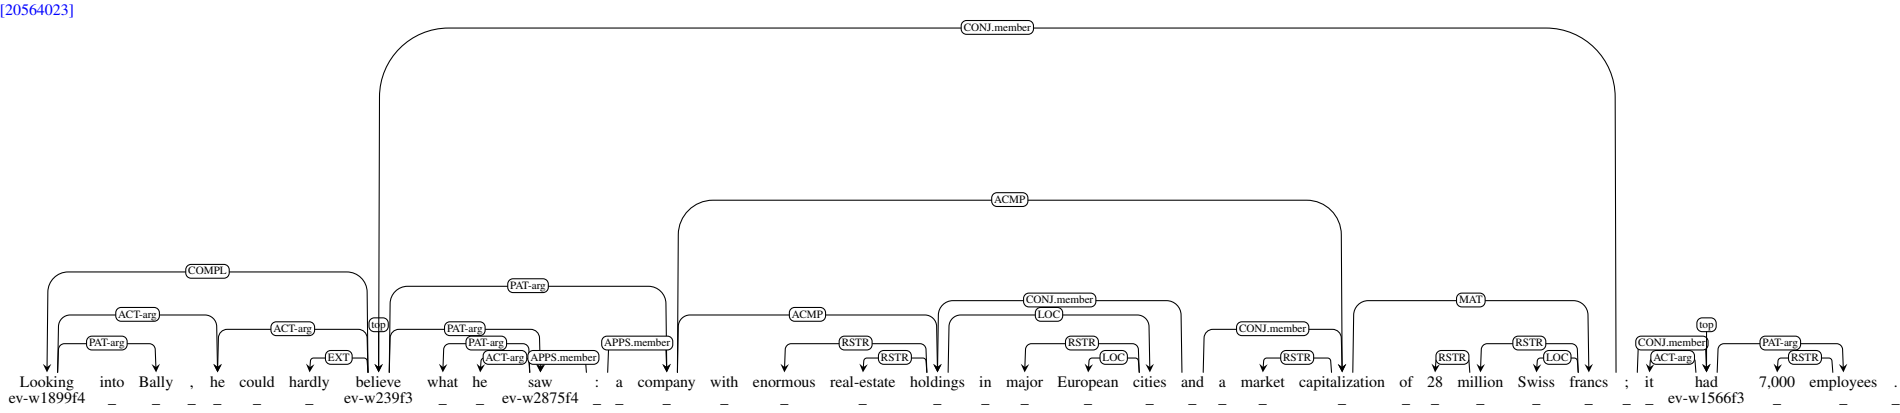 [20564023]
CONJ.member
ACMP
COMPL
PAT-arg
CONJ.member MAT
ACT-arg ACMP LOC
top top
ACT-arg PAT-arg CONJ.member
PAT-arg PAT-arg APPS.member RSTR RSTR RSTR CONJ.member PAT-arg
EXT ACT-arg APPS.member RSTR LOC RSTR RSTR LOC ACT-arg RSTR
Looking into Bally , he could hardly believe what he saw : a company with enormous real-estate holdings in major European cities and a market capitalization of 28 million Swiss francs ; it had 7,000 employees .
ev-w1899f4 _ _ _ _ _ _ ev-w239f3 _ _ ev-w2875f4 _ _ _ _ _ _ _ _ _ _ _ _ _ _ _ _ _ _ _ _ _ _ ev-w1566f3 _ _ _